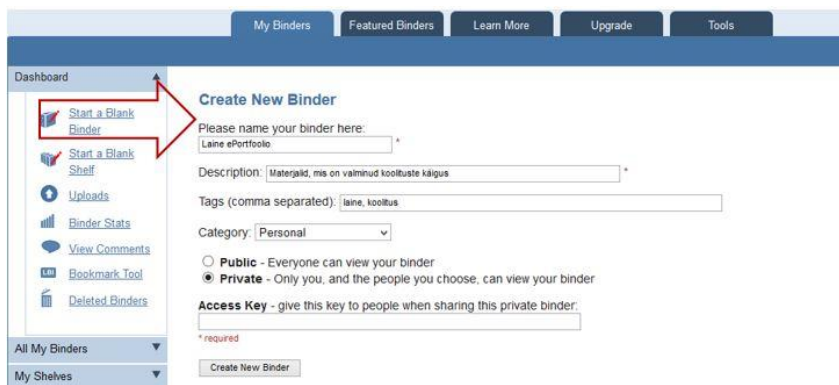 My Binders Featured Binders Learn More Upgrade Tools
Dashboard
Start a Blank
Binder
Start a Blank
Shelf
Uploads
Binder Stats
View Comments
LBI
Bookmark Tool
Deleted Binders
All My Binders
My Shelves
Create New Binder
Please name your binder here:
Laine ePortfoolio *
Description: Materjalid, mis on valminud koolituste käigus *
Tags (comma separated): laine, koolitus
Category: Personal
Public - Everyone can view your binder
Private - Only you, and the people you choose, can view your binder
Access Key - give this key to people when sharing this private binder:
* required
Create New Binder